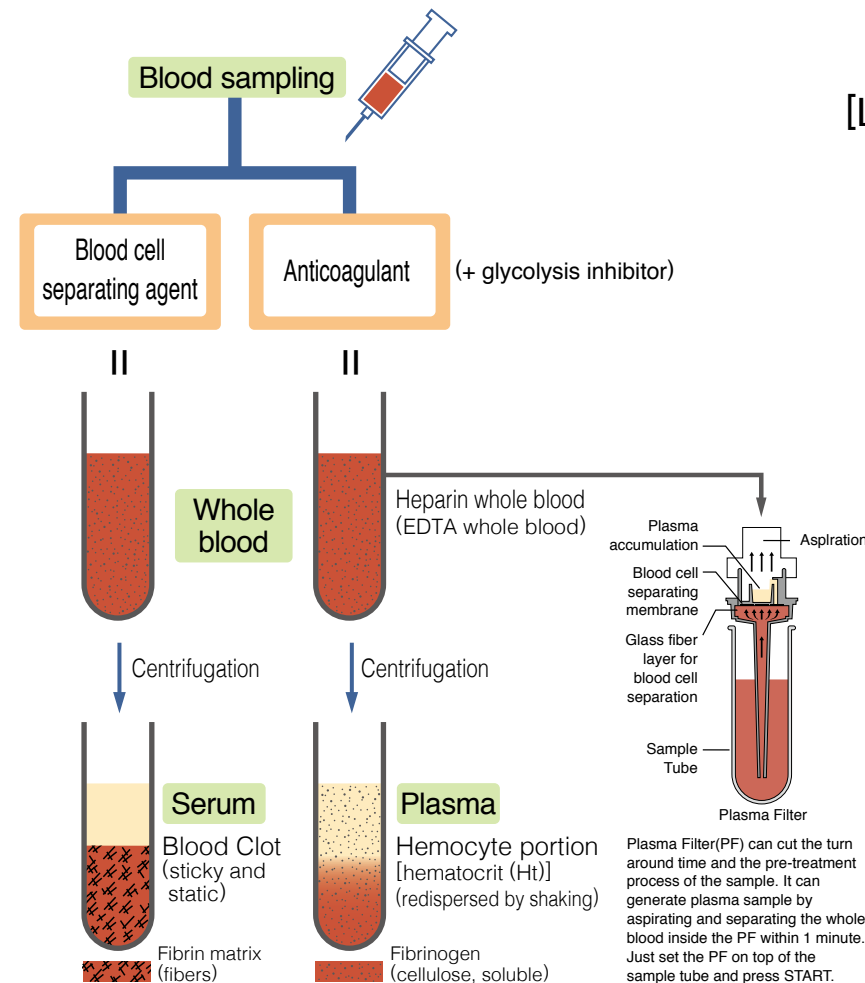 Blood sampling
[L
Blood cell
separating agent
Anticoagulant
(+ glycolysis inhibitor)
=
=
Whole
blood
Heparin whole blood
(EDTA whole blood)
Centrifugation
Centrifugation
Serum
Blood Clot
(sticky and
static)
Fibrin matrix
(fibers)
Plasma
Hemocyte portion
[hematocrit (Ht)]
(redispersed by shaking)
Fibrinogen
(cellulose, soluble)
Plasma
accumulation
Aspiration
Blood cell
separating
membrane
Glass fiber
layer for
blood cell
separation
Sample
Tube
Plasma Filter
Plasma Filter(PF) can cut the turn
around time and the pre-treatment
process of the sample. It can
generate plasma sample by
aspirating and separating the whole
blood inside the PF within 1 minute.
Just set the PF on top of the
sample tube and press START.